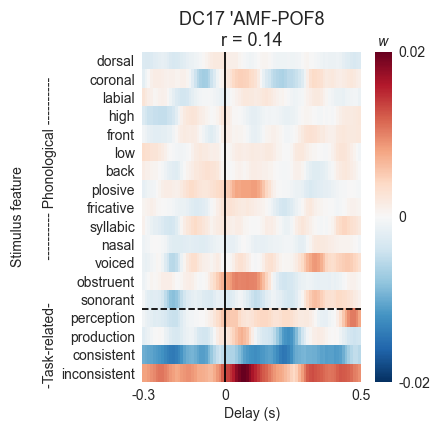 DC17 'AMF-POF8
r = 0.14
w
dorsal
coronal
labial
high
front
low
back
plosive
fricative
syllabic
nasal
voiced
obstruent
sonorant
perception
production
consistent
inconsistent
Stimulus feature
---------- Phonological ----------
-Task-related-
-0.3
0
0.5
Delay (s)
0.02
0
-0.02